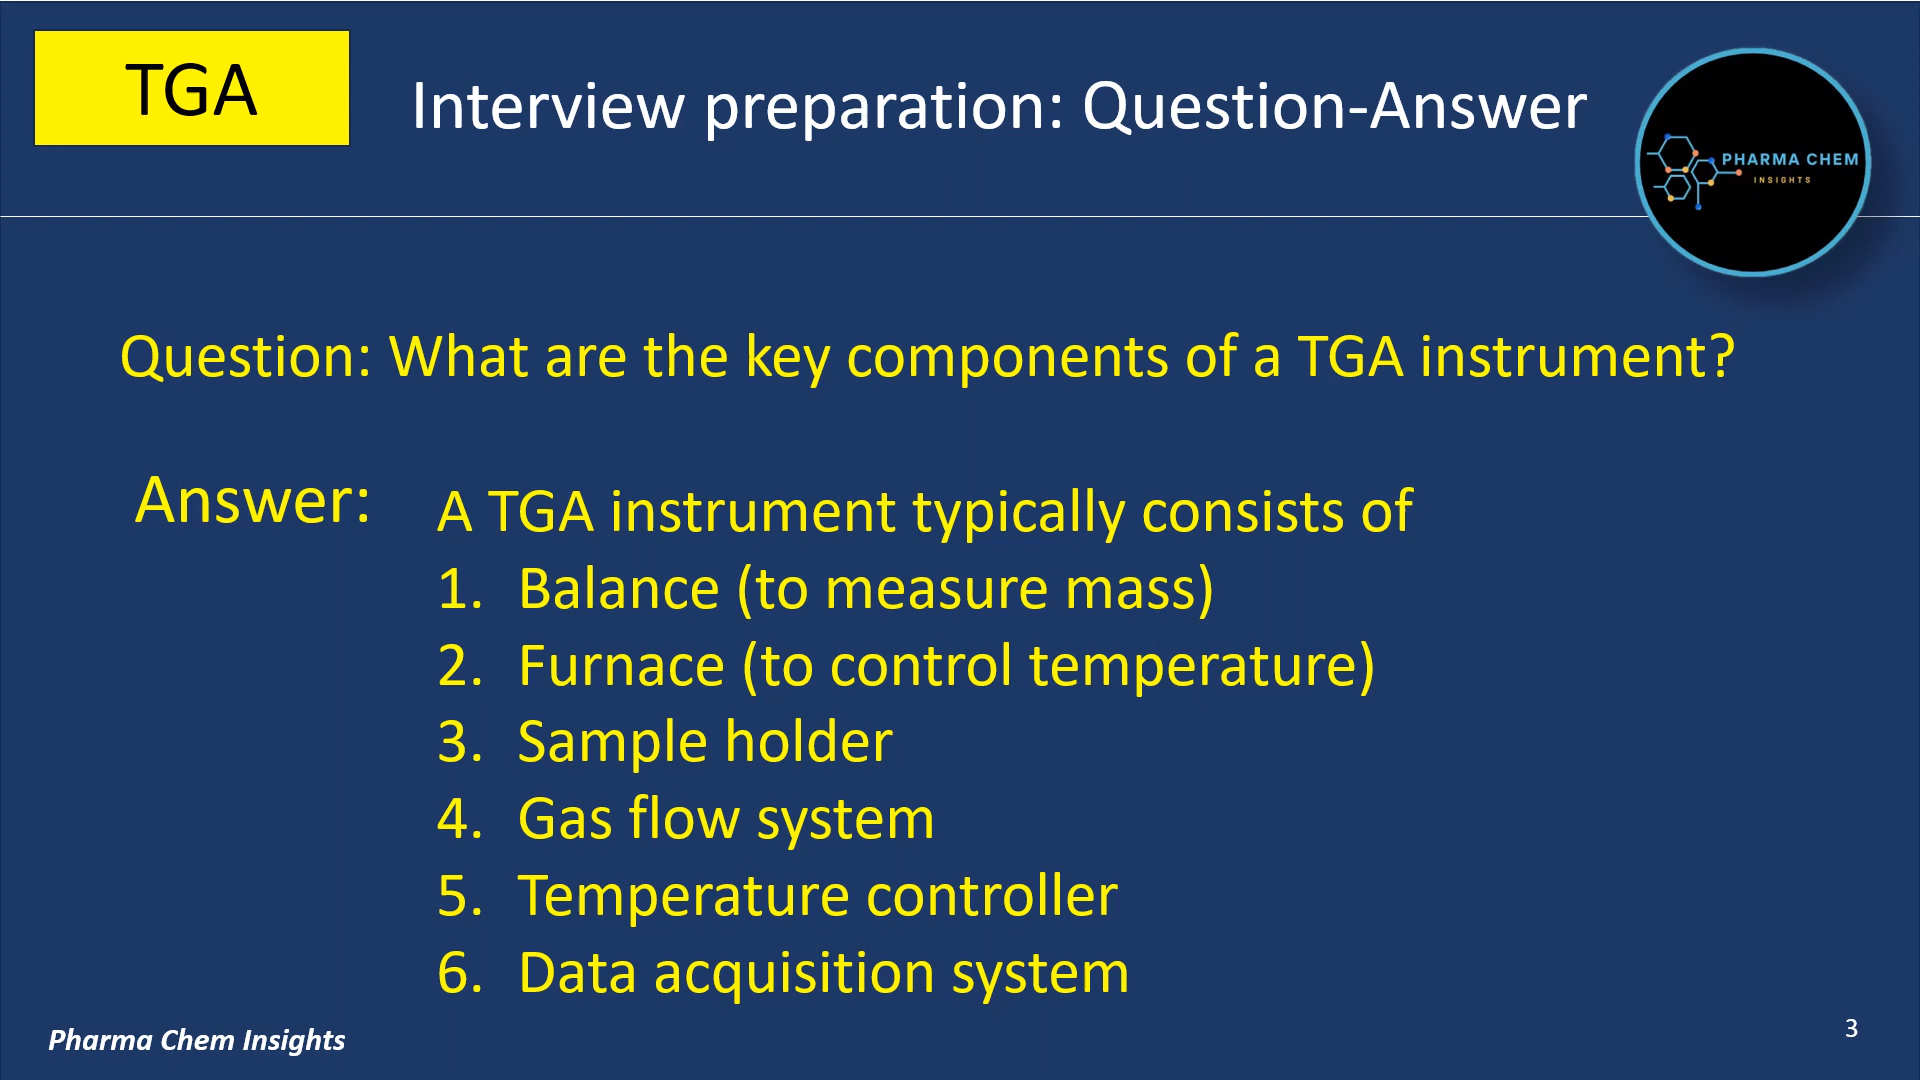 TGA
Interview preparation: Question-Answer
PHARMA CHEM
INSIGHTS
Question: What are the key components of a TGA instrument?
Answer:
A TGA instrument typically consists of
1. Balance (to measure mass)
2. Furnace (to control temperature)
3. Sample holder
4. Gas flow system
5. Temperature controller
6. Data acquisition system
Pharma Chem Insights
3